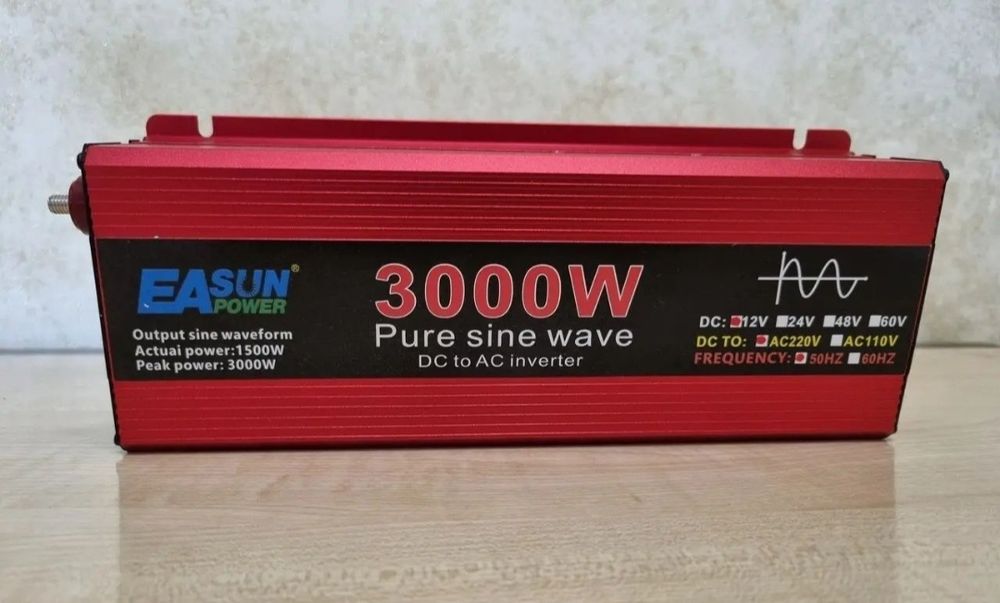 EASUN®
POWER
Output sine waveform
Actuai power:1500W
Peak power: 3000W
3000W
Pure sine wave
DC to AC inverter
DC: 12V 24V 48V 60V
DC TO: AC220V AC110V
FREQUENCY: 50HZ 60HZ